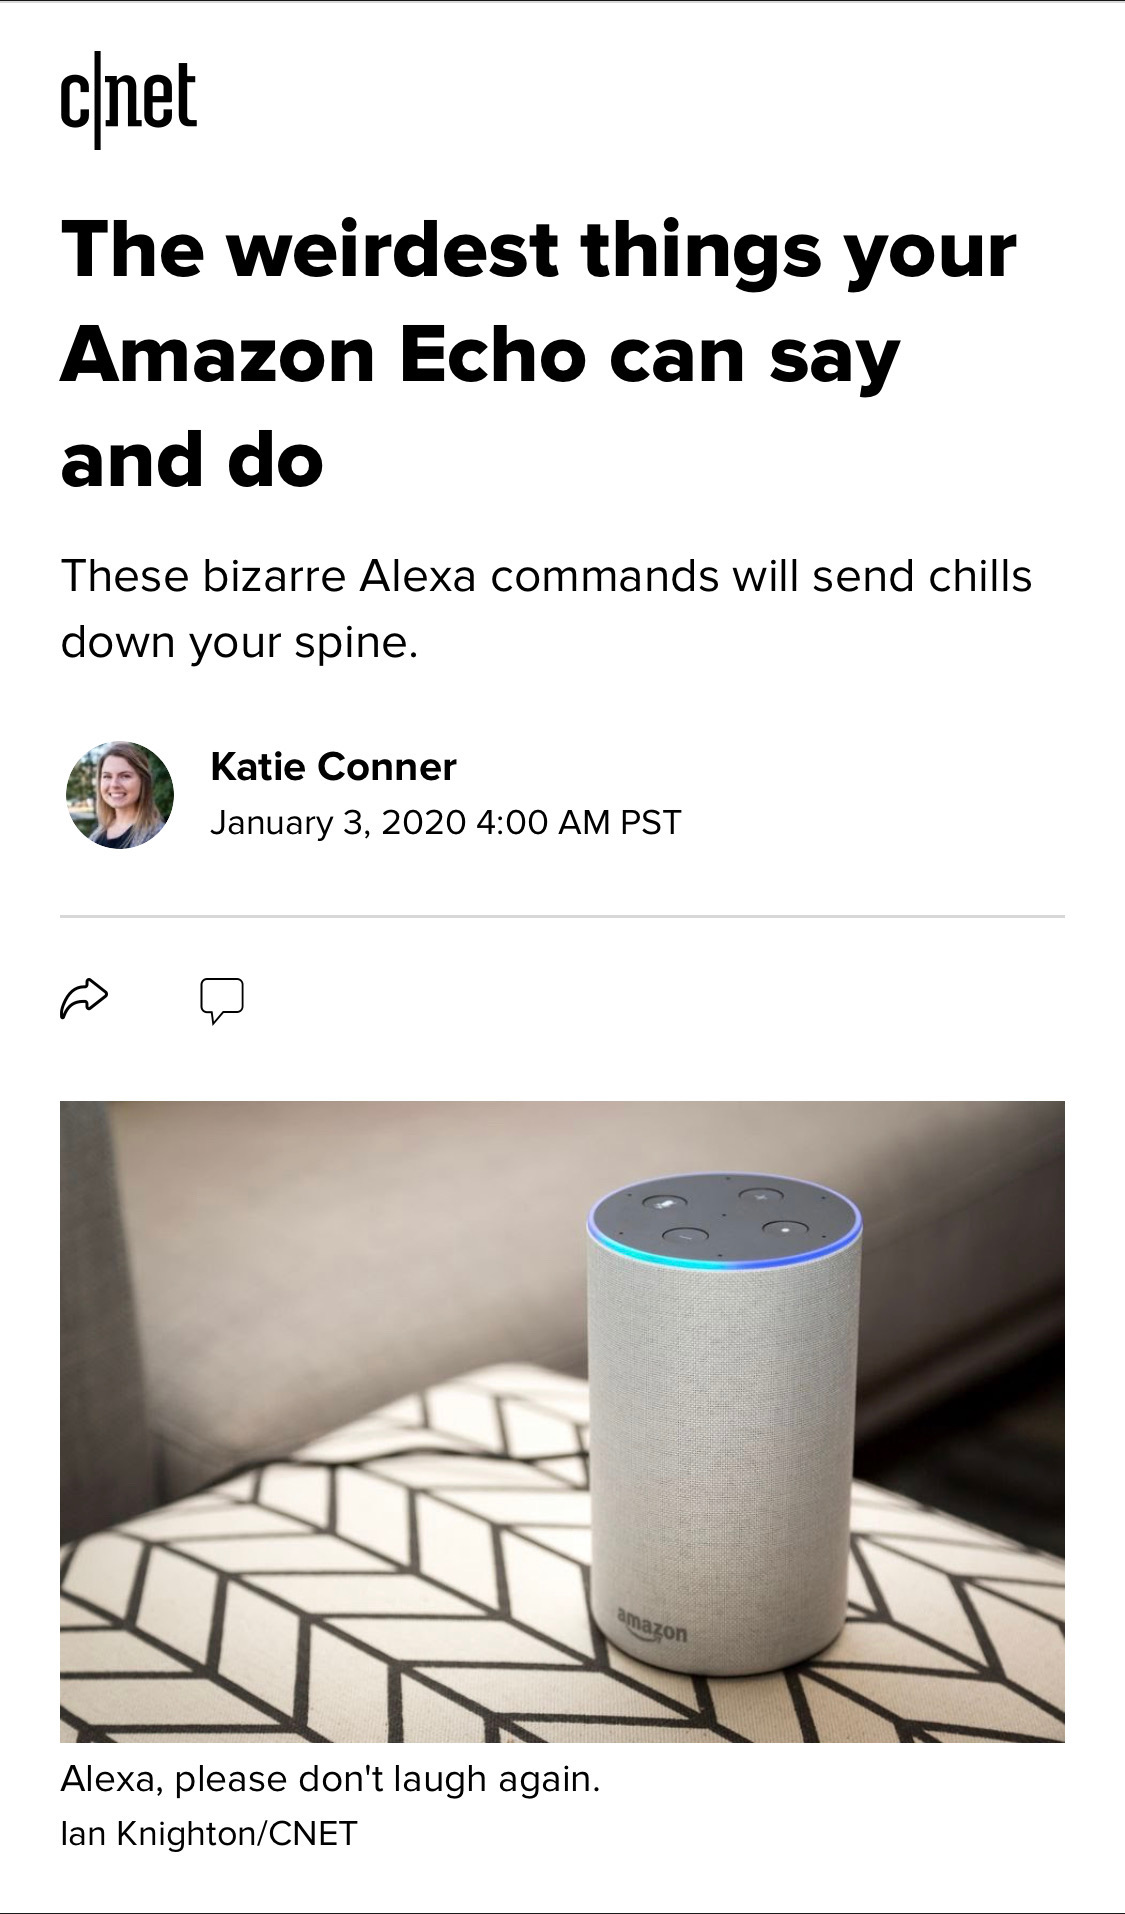 c|net
The weirdest things your
Amazon Echo can say
and do
These bizarre Alexa commands will send chills
down your spine.
Katie Conner
January 3, 2020 4:00 AM PST
amazon
Alexa, please don't laugh again.
Ian Knighton/CNET